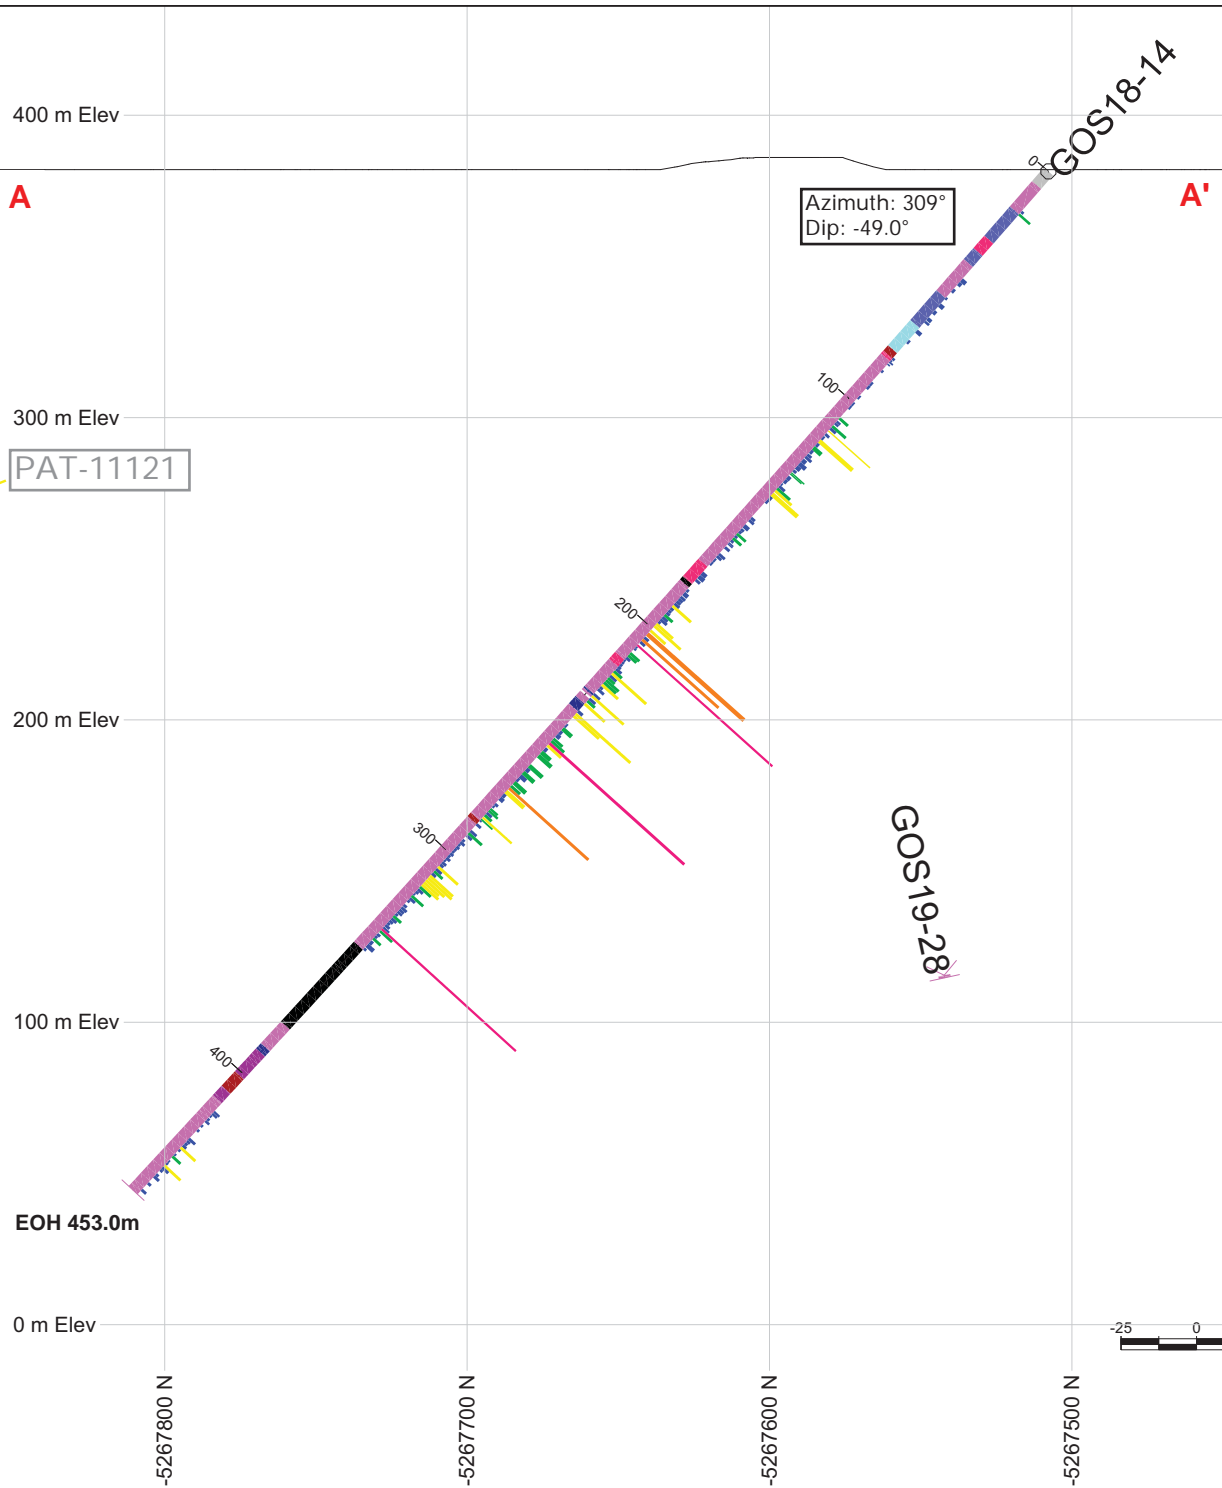 GOS18-14
400 m Elev
0
A
A'
Azimuth: 309°
Dip: -49.0°
100
300 m Elev
PAT-11121
200
200 m Elev
300
GOS19-28
100 m Elev
400
EOH 453.0m
0 m Elev
-25 0
5267800 N
5267700 N
5267600 N
5267500 N